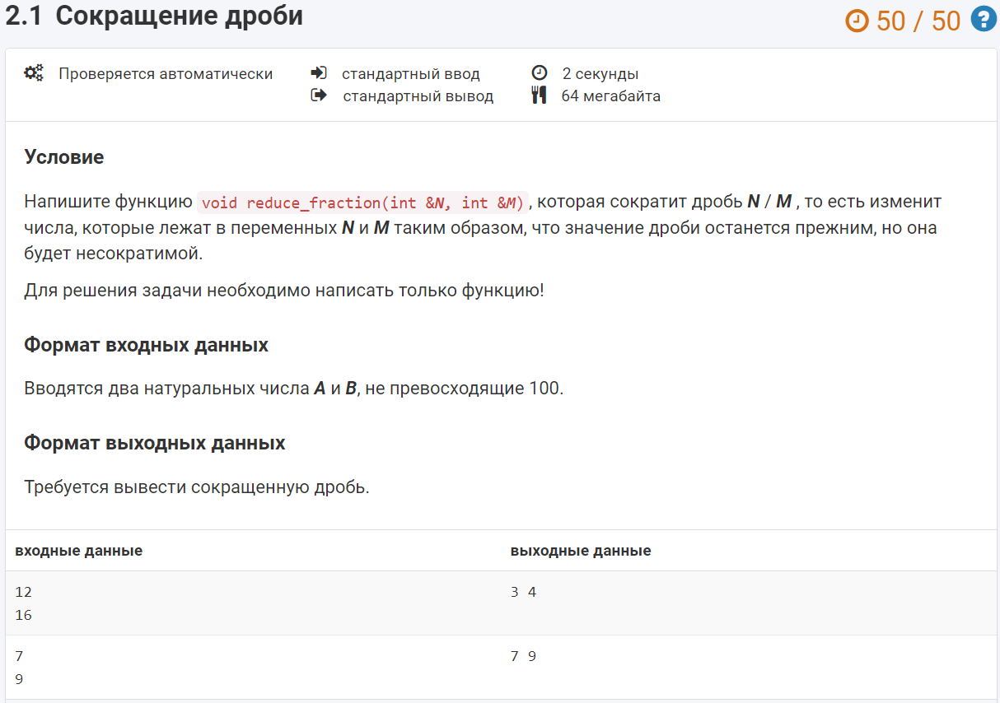 2.1 Сокращение дроби
50 / 50 ?
Проверяется автоматически
стандартный ввод
2 секунды
стандартный вывод
64 мегабайта
Условие
Напишите функцию void reduce_fraction(int &N, int &M), которая сократит дробь N / M , то есть изменит
числа, которые лежат в переменных N и M таким образом, что значение дроби останется прежним, но она
будет несократимой.
Для решения задачи необходимо написать только функцию!
Формат входных данных
Вводятся два натуральных числа A и B, не превосходящие 100.
Формат выходных данных
Требуется вывести сокращенную дробь.
входные данные
выходные данные
12
16
3 4
7
9
7 9